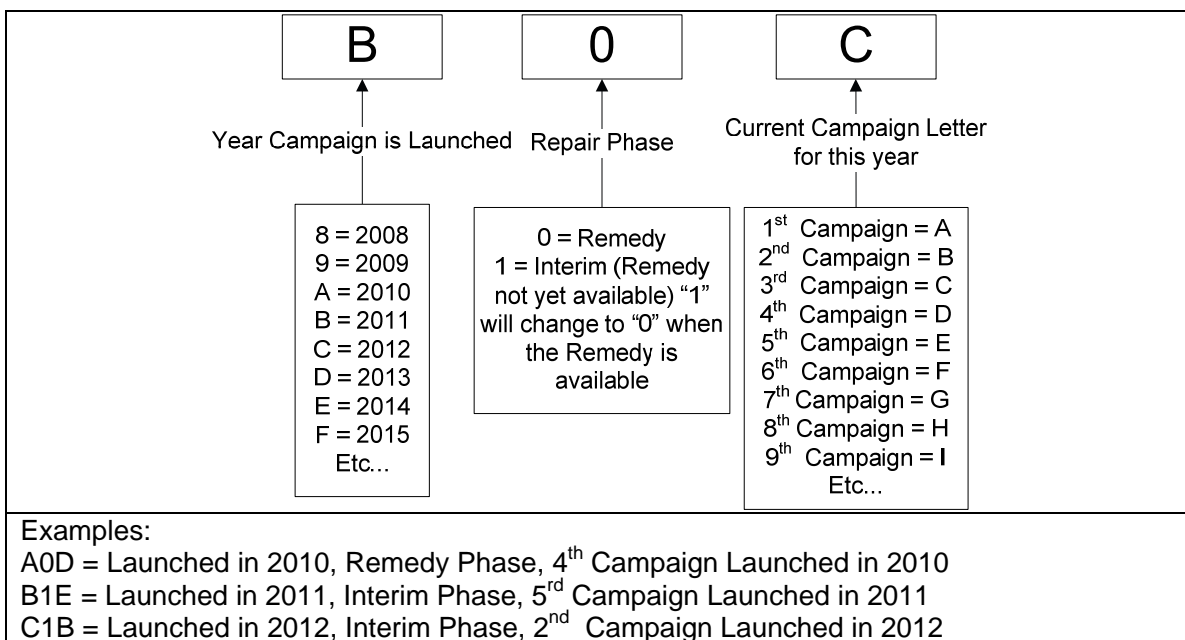 B
0
C
Year Campaign is Launched
Repair Phase
Current Campaign Letter
for this year
8 = 2008
9 = 2009
A = 2010
B = 2011
C = 2012
D = 2013
E = 2014
F = 2015
Etc...
0 = Remedy
1 = Interim (Remedy
not yet available) “1”
will change to “0” when
the Remedy is
available
1st Campaign = A
2nd Campaign = B
3rd Campaign = C
4th Campaign = D
5th Campaign = E
6th Campaign = F
7th Campaign = G
8th Campaign = H
9th Campaign = I
Etc...
Examples:
A0D = Launched in 2010, Remedy Phase, 4th Campaign Launched in 2010
B1E = Launched in 2011, Interim Phase, 5rd Campaign Launched in 2011
C1B = Launched in 2012, Interim Phase, 2nd Campaign Launched in 2012